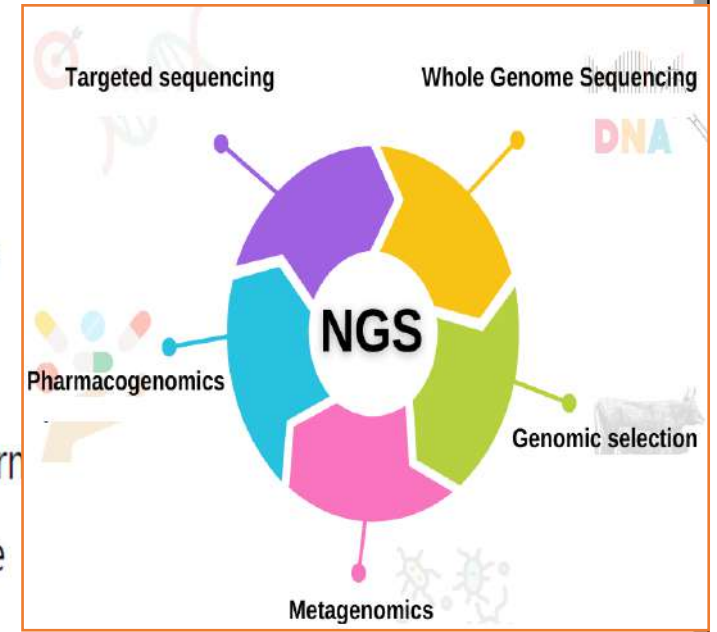 Targeted sequencing
Whole Genome Sequencing
DNA
NGS
Pharmacogenomics
Genomic selection
Metagenomics